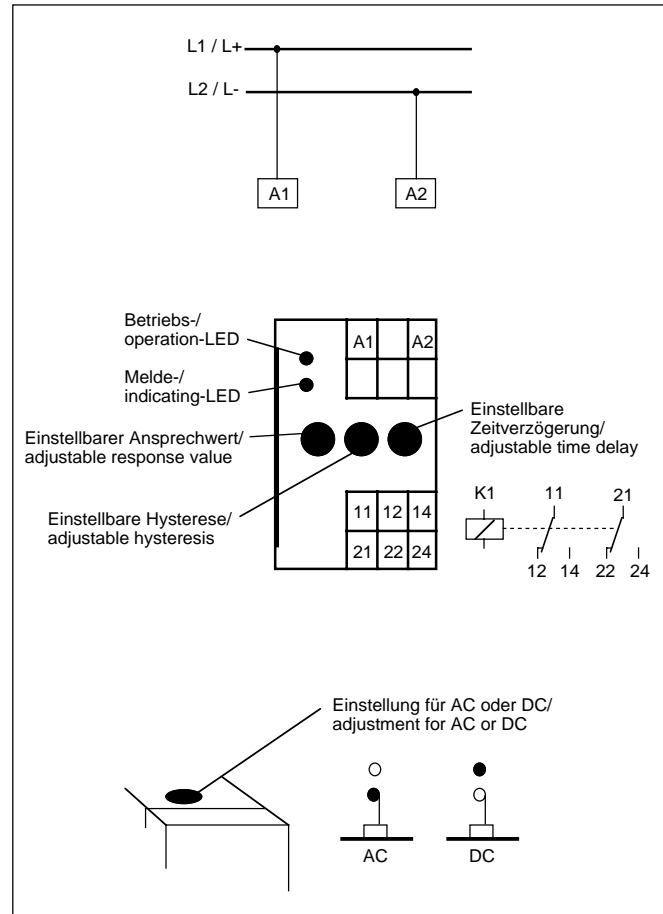 L1 / L+
L2 / L-
A1
A2
Betriebs-/
operation-LED
Melde-/
indicating-LED
A1 A2
Einstellbarer Ansprechwert/
adjustable response value
Einstellbare
Zeitverzögerung/
adjustable time delay
Einstellbare Hysterese/
adjustable hysteresis
11 12 14
21 22 24
K1 11 21
12 14 22 24
Einstellung für AC oder DC/
adjustment for AC or DC
AC DC